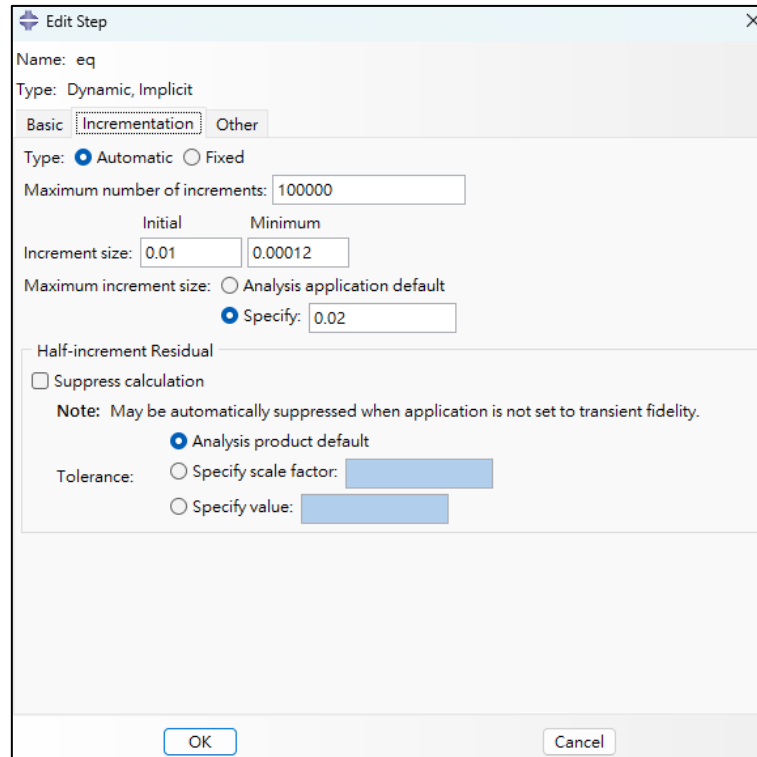 Edit Step
Name: eq
Type: Dynamic, Implicit
Basic Incrementation Other
Type: Automatic Fixed
Maximum number of increments: 100000
Initial Minimum
Increment size: 0.01 0.00012
Maximum increment size: Analysis application default
Specify: 0.02
Half-increment Residual
Suppress calculation
Note: May be automatically suppressed when application is not set to transient fidelity.
Analysis product default
Tolerance: Specify scale factor:
Specify value:
OK Cancel